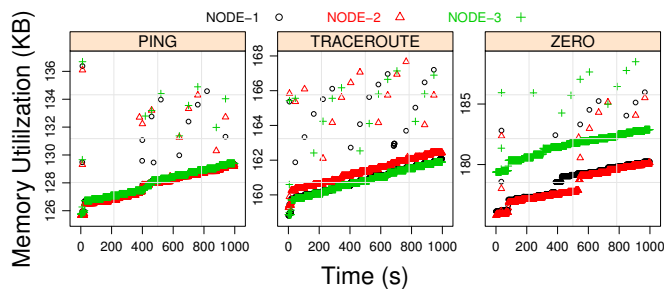 NODE-1 NODE-2 NODE-3
PING TRACEROUTE ZERO
Memory Utilization (KB)
126 128 130 132 134 136
160 162 164 166 168
180 185
0 200 400 600 800 1000
0 200 400 600 800 1000
0 200 400 600 800 1000
Time (s)